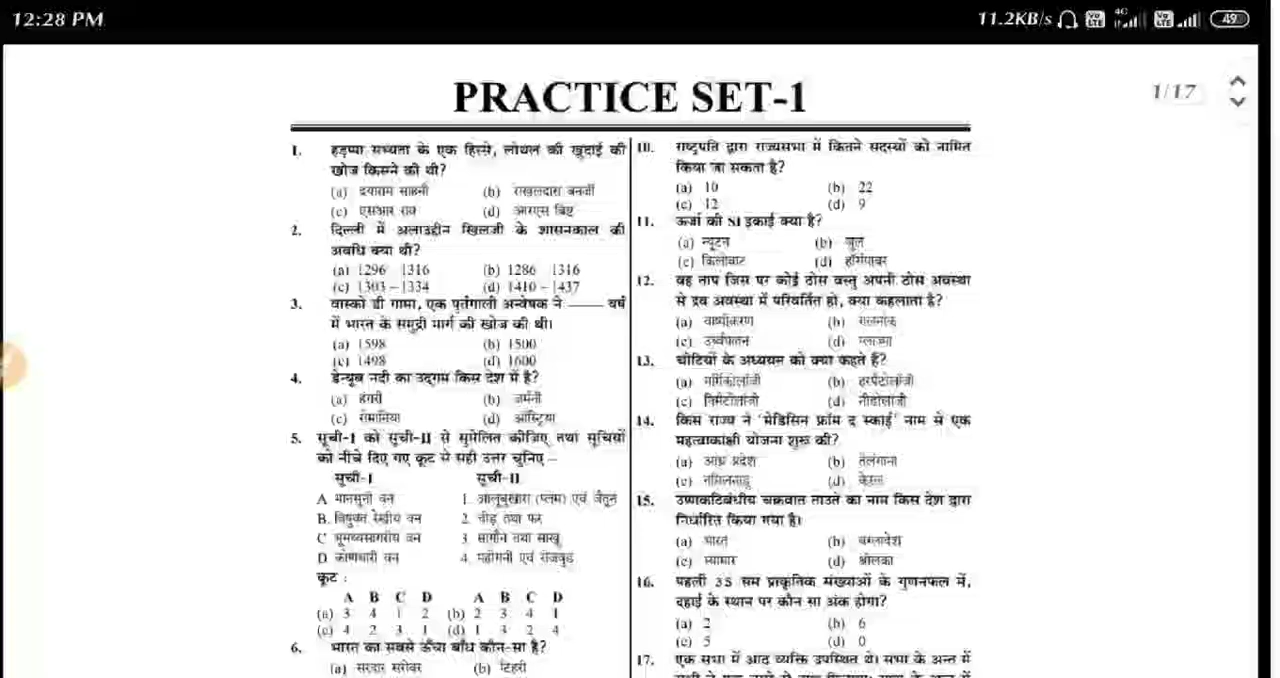 12:28 PM
11.2KB/s
4G
49
PRACTICE SET-1
1/17
1. हड़प्पा सभ्यता के एक हिस्से, लोथल की खुदाई की
खोज किसने की थी?
(a) दयाराम साहनी (b) राखलदास बनर्जी
(c) एसआर राव (d) आरएस बिष्ट
2. दिल्ली में अलाउद्दीन खिलजी के शासनकाल की
अवधि क्या थी?
(a) 1296 1316 (b) 1286 1316
(c) 1303 – 1334 (d) 1410 – 1437
3. वास्को डी गामा, एक पुर्तगाली अन्वेषक ने —— वर्ष
में भारत के समुद्री मार्ग की खोज की थी।
(a) 1598 (b) 1500
(c) 1498 (d) 1600
4. डेन्यूब नदी का उद्गम किस देश में है?
(a) हंगरी (b) जर्मनी
(c) रोमानिया (d) ऑस्ट्रिया
5. सूची-I को सूची-II से सुमेलित कीजिए तथा सूचियों
को नीचे दिए गए कूट से सही उत्तर चुनिए –
सूची-I सूची-II
A मानसूनी वन 1. आलूबुखारा (प्लम) एवं जैतून
B. विषुवत रेखीय वन 2. चीड़ तथा फर
C भूमध्यसागरीय वन 3 सागौन तथा साखू
D कोणधारी वन 4. महोगनी एवं रोजवुड
कूट :
A B C D A B C D
(a) 3 4 1 2 (b) 2 3 4 1
(c) 4 2 3 1 (d) 1 3 2 4
6. भारत का सबसे ऊँचा बाँध कौन-सा है?
(a) सरदार सरोवर (b) टिहरी
10. राष्ट्रपति द्वारा राज्यसभा में कितने सदस्यों को नामित
किया जा सकता है?
(a) 10 (b) 22
(c) 12 (d) 9
11. ऊर्जा की SI इकाई क्या है?
(a) न्यूटन (b) जूल
(c) किलोवाट (d) हॉर्सपावर
12. वह ताप जिस पर कोई ठोस वस्तु अपनी ठोस अवस्था
से द्रव अवस्था में परिवर्तित हो, क्या कहलाता है?
(a) वाष्पीकरण (b) गलनांक
(c) उर्ध्वपातन (d) प्लाज्मा
13. चींटियों के अध्ययन को क्या कहते हैं?
(a) मर्मिकोलॉजी (b) हरपेटोलॉजी
(c) निमैटोलॉजी (d) नीडोलॉजी
14. किस राज्य ने 'मेडिसिन फ्रॉम द स्काई' नाम से एक
महत्वाकांक्षी योजना शुरू की?
(a) आंध्र प्रदेश (b) तेलंगाना
(c) तमिलनाडु (d) केरल
15. उष्णकटिबंधीय चक्रवात ताउते का नाम किस देश द्वारा
निर्धारित किया गया है।
(a) भारत (b) बंग्लादेश
(c) म्यांमार (d) श्रीलंका
16. पहली 35 सम प्राकृतिक संख्याओं के गुणनफल में,
दहाई के स्थान पर कौन सा अंक होगा?
(a) 2 (b) 6
(c) 5 (d) 0
17. एक सभा में आठ व्यक्ति उपस्थित थे। सभा के अन्त में